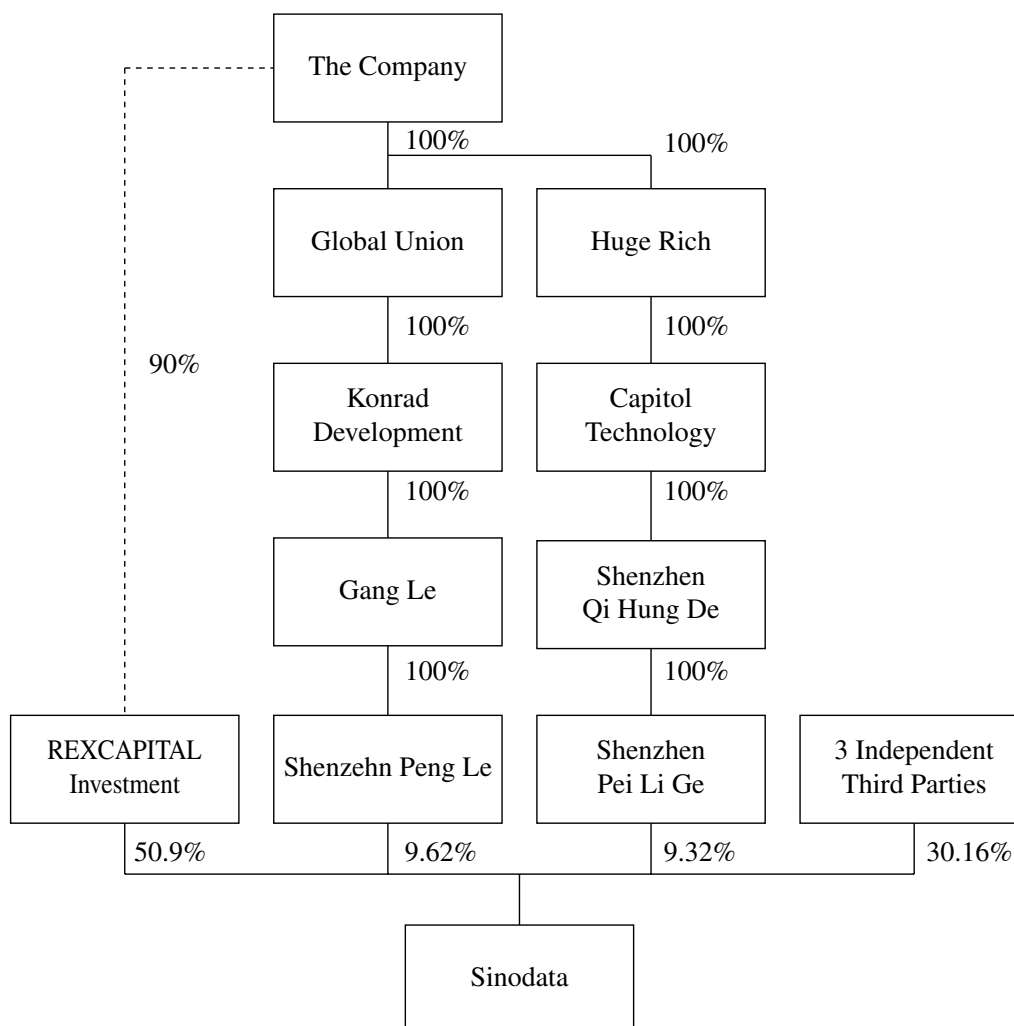 The Company
100%
100%
Global Union
Huge Rich
100%
100%
90%
Konrad
Development
Capitol
Technology
100%
100%
Gang Le
Shenzhen
Qi Hung De
100%
100%
REXCAPITAL
Investment
Shenzehn Peng Le
Shenzhen
Pei Li Ge
3 Independent
Third Parties
50.9%
9.62%
9.32%
30.16%
Sinodata